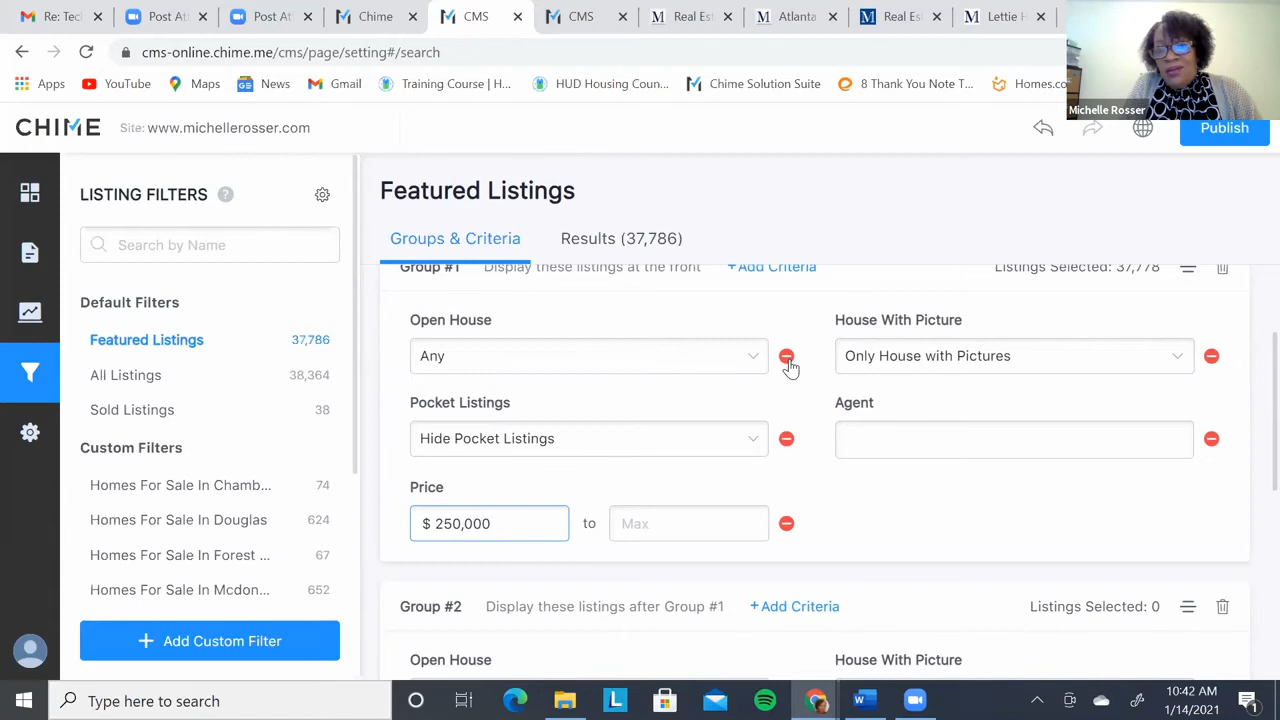 Re: Tec
Post Att
Post Att
Chime
CMS
CMS
Real Es
Atlanta
Real Es
Lettie H
cms-online.chime.me/cms/page/setting#/search
Apps YouTube Maps News Gmail Training Course | H... HUD Housing Coun... Chime Solution Suite 8 Thank You Note T... Homes.co
Michelle Rosser
CHIME Site: www.michellerosser.com Publish
LISTING FILTERS ?
Search by Name
Default Filters
Featured Listings 37,786
All Listings 38,364
Sold Listings 38
Custom Filters
Homes For Sale In Chamb... 74
Homes For Sale In Douglas 624
Homes For Sale In Forest ... 67
Homes For Sale In Mcdon... 652
+ Add Custom Filter
Featured Listings
Groups & Criteria Results (37,786)
Group #1 Display these listings at the front +Add Criteria Listings Selected: 37,778
Open House House With Picture
Any Only House with Pictures
Pocket Listings Agent
Hide Pocket Listings
Price
$ 250,000 to Max
Group #2 Display these listings after Group #1 +Add Criteria Listings Selected: 0
Open House House With Picture
Type here to search
10:42 AM
1/14/2021
1